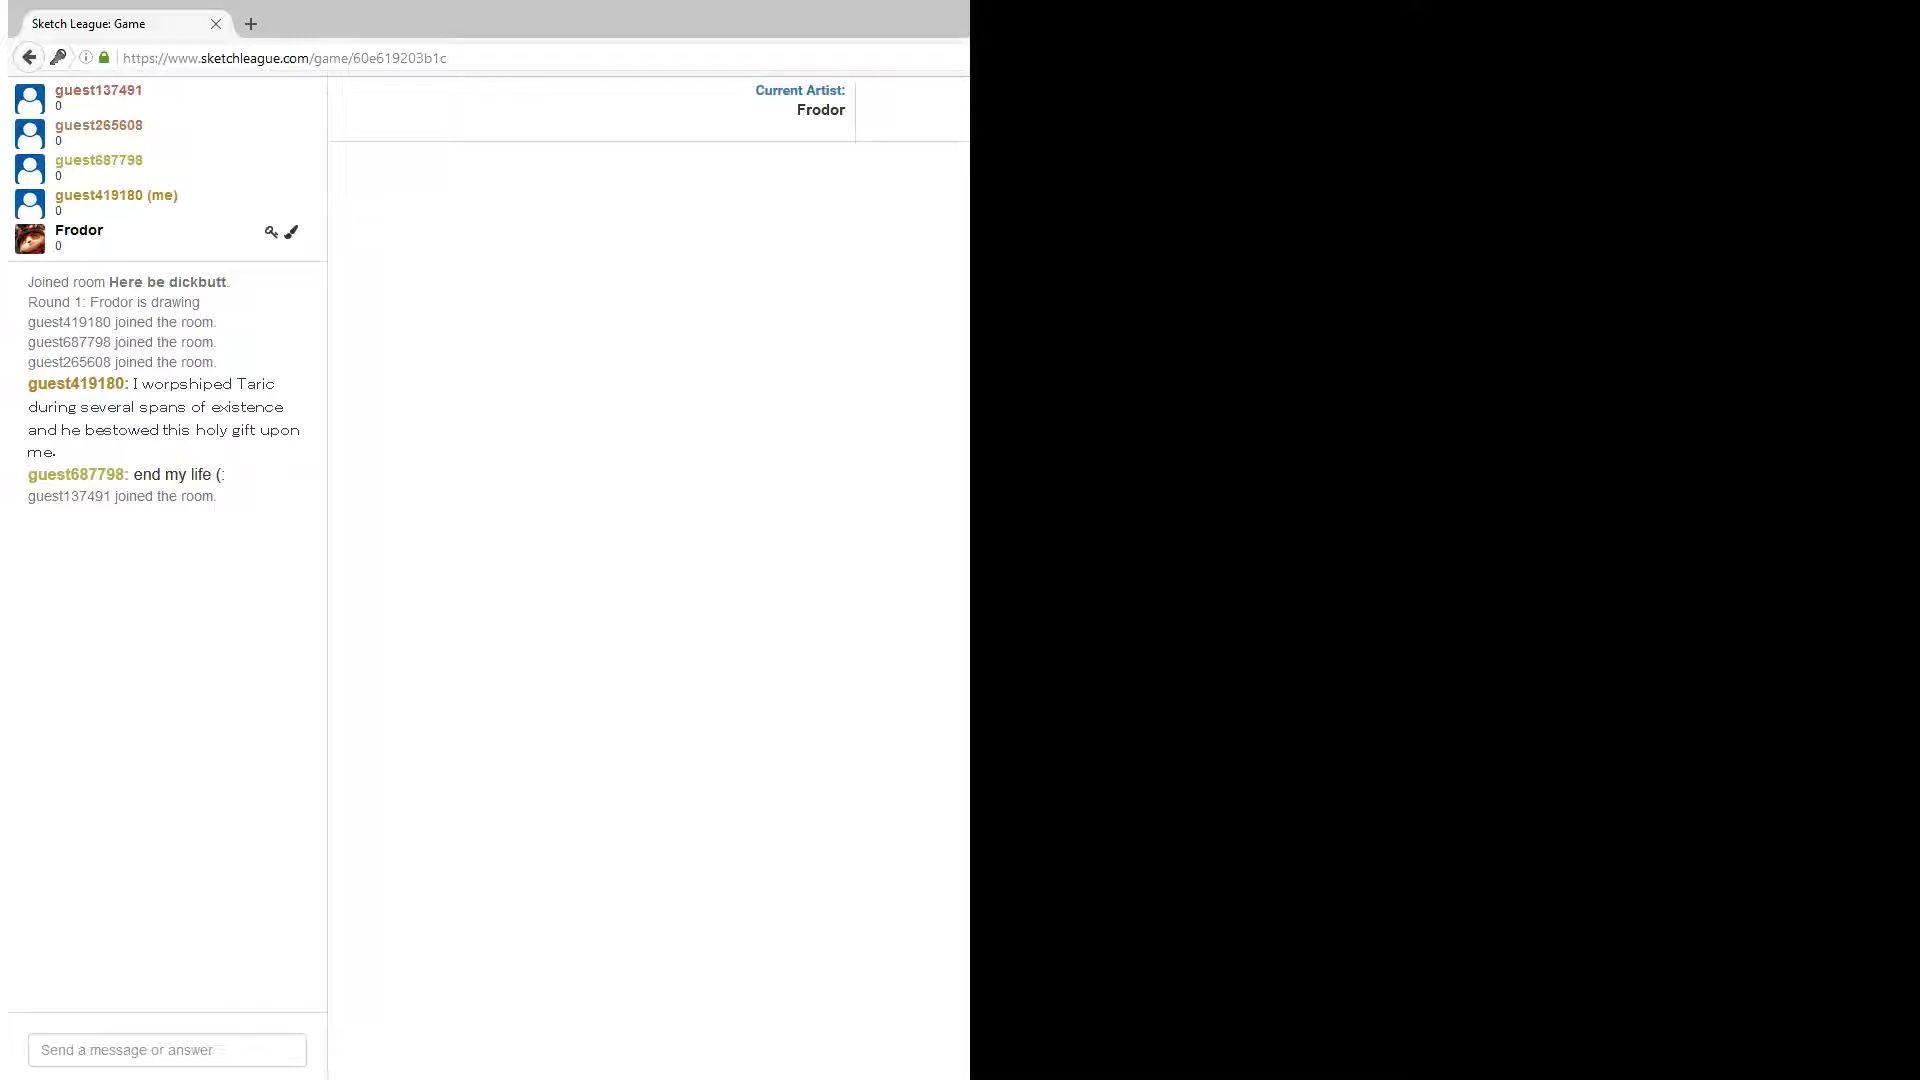 Sketch League: Game
https://www.sketchleague.com/game/60e619203b1c
guest137491
0
guest265608
0
guest687798
0
guest419180 (me)
0
Frodor
0
Current Artist:
Frodor
Joined room Here be dickbutt.
Round 1: Frodor is drawing
guest419180 joined the room.
guest687798 joined the room.
guest265608 joined the room.
guest419180: I worpshiped Taric
during several spans of existence
and he bestowed this holy gift upon
me.
guest687798: end my life (:
guest137491 joined the room.
Send a message or answer